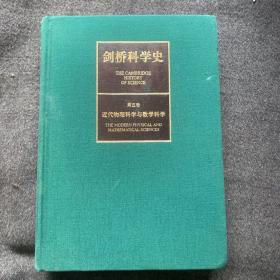 剑桥科学史
THE CAMBRIDGE
HISTORY
OF SCIENCE
第五卷
近代物理科学与数学科学
THE MODERN PHYSICAL AND
MATHEMATICAL SCIENCES